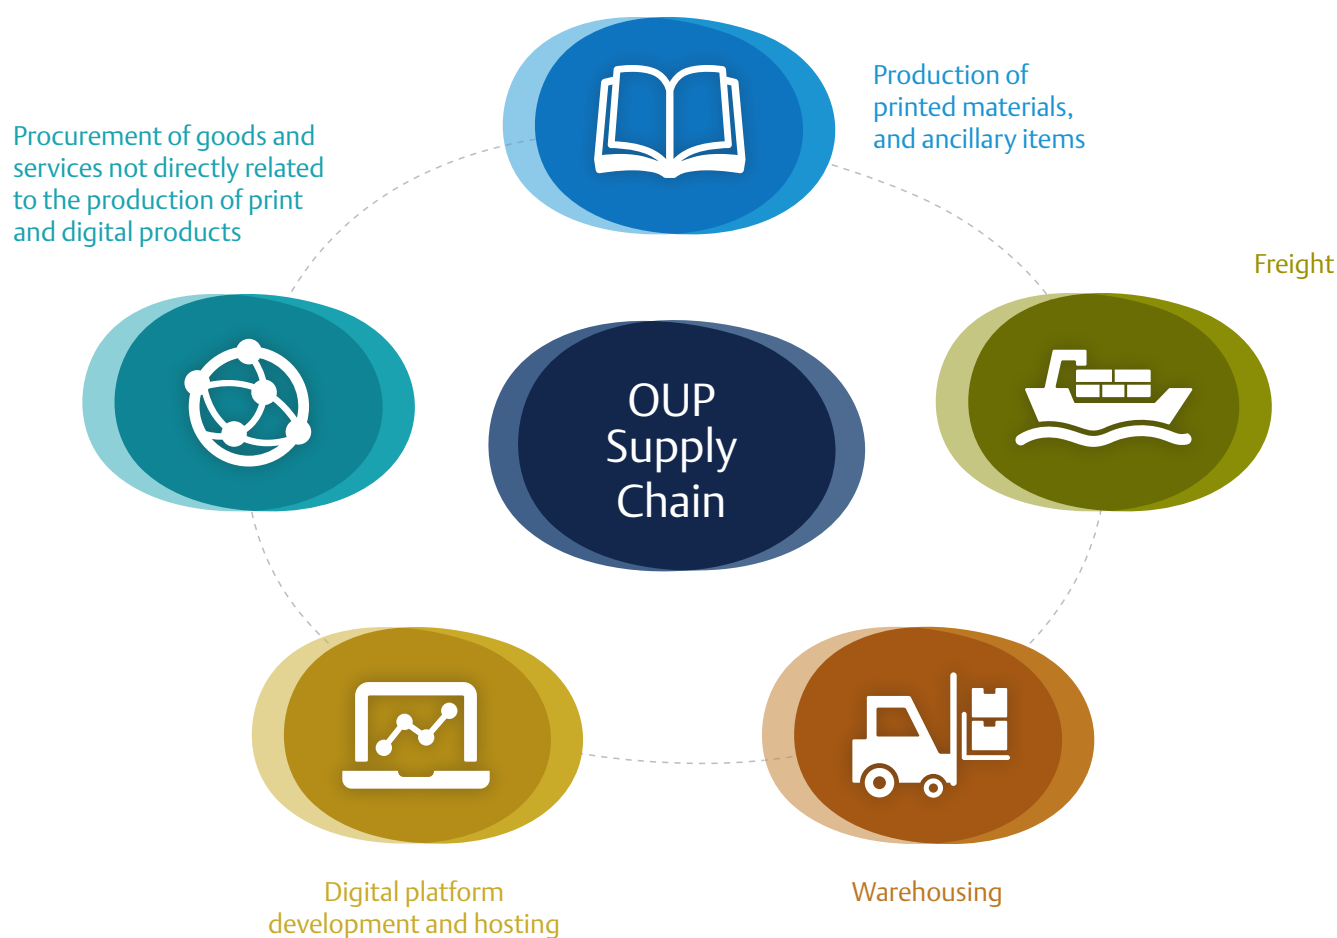 Production of
printed materials,
and ancillary items
Procurement of goods and
services not directly related
to the production of print
and digital products
Freight
OUP
Supply
Chain
Digital platform
development and hosting
Warehousing